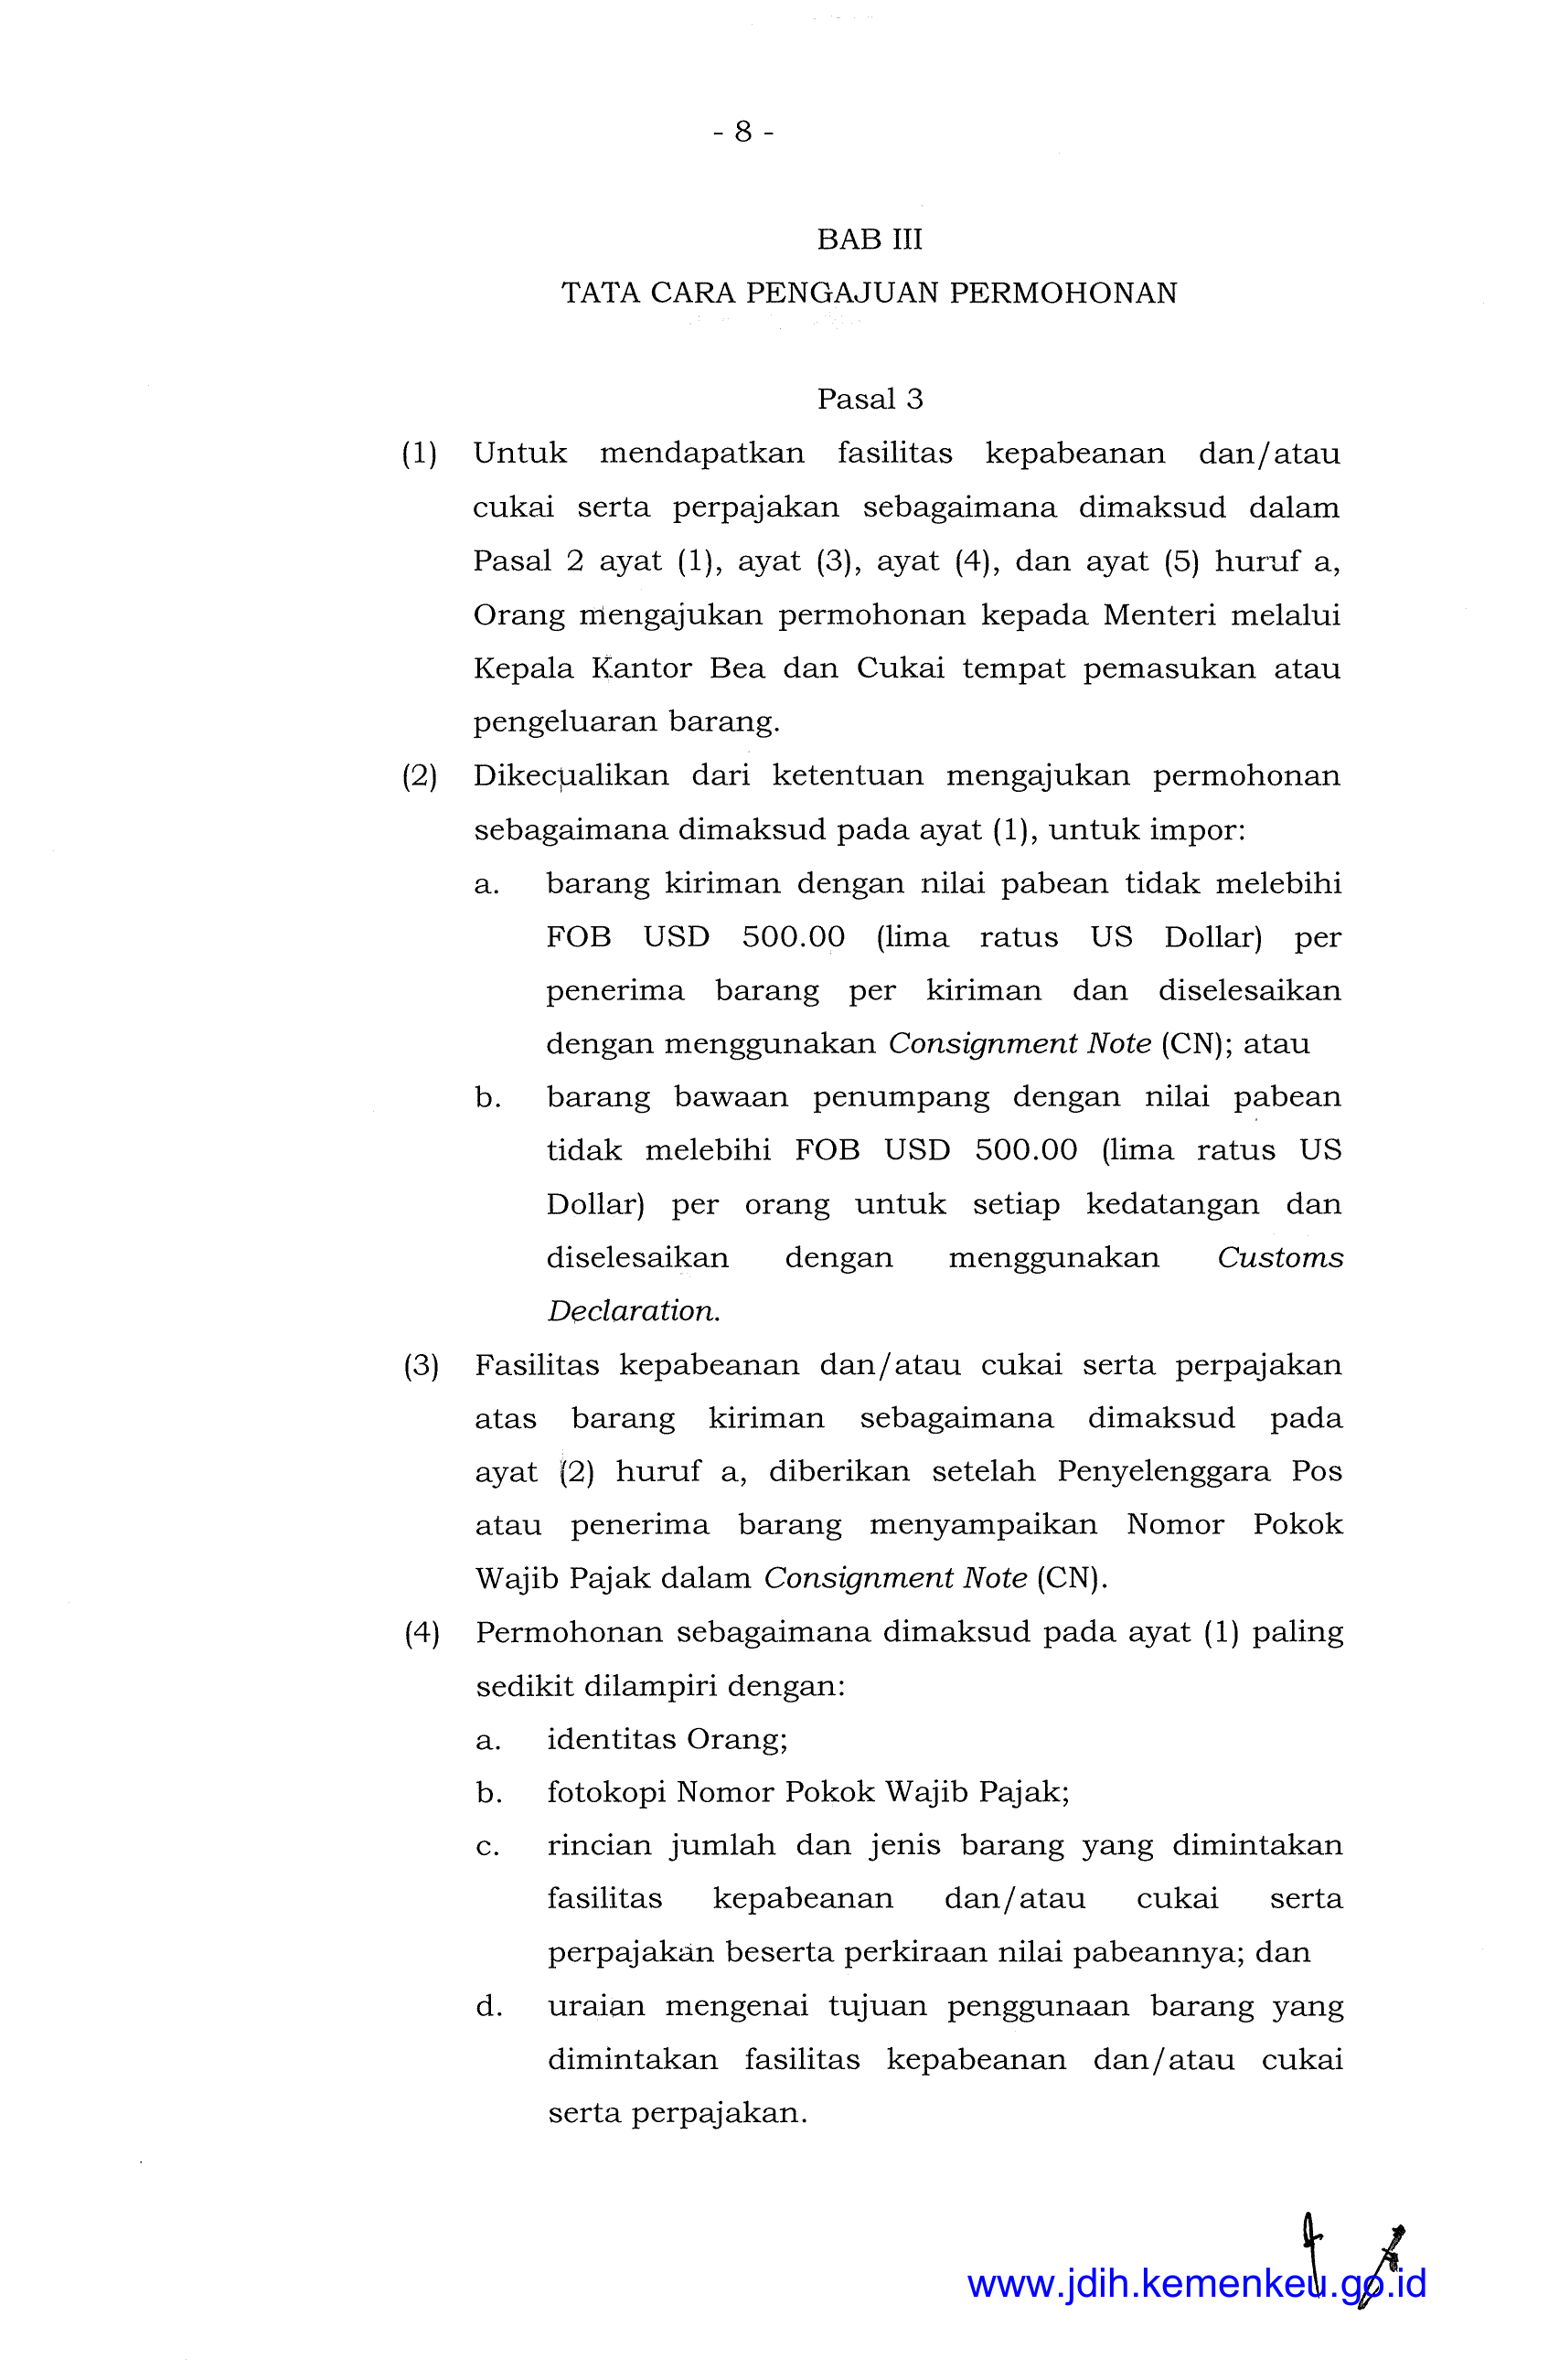 - 8 -
BAB III
TATA CARA PENGAJUAN PERMOHONAN
Pasal 3
(1) Untuk mendapatkan fasilitas kepabeanan dan/atau
cukai serta perpajakan sebagaimana dimaksud dalam
Pasal 2 ayat (1), ayat (3), ayat (4), dan ayat (5) huruf a,
Orang mengajukan permohonan kepada Menteri melalui
Kepala Kantor Bea dan Cukai tempat pemasukan atau
pengeluaran barang.
(2) Dikecualikan dari ketentuan mengajukan permohonan
sebagaimana dimaksud pada ayat (1), untuk impor:
a. barang kiriman dengan nilai pabean tidak melebihi
FOB USD 500.00 (lima ratus US Dollar) per
penerima barang per kiriman dan diselesaikan
dengan menggunakan Consignment Note (CN); atau
b. barang bawaan penumpang dengan nilai pabean
tidak melebihi FOB USD 500.00 (lima ratus US
Dollar) per orang untuk setiap kedatangan dan
diselesaikan dengan menggunakan Customs
Declaration.
(3) Fasilitas kepabeanan dan/atau cukai serta perpajakan
atas barang kiriman sebagaimana dimaksud pada
ayat (2) huruf a, diberikan setelah Penyelenggara Pos
atau penerima barang menyampaikan Nomor Pokok
Wajib Pajak dalam Consignment Note (CN).
(4) Permohonan sebagaimana dimaksud pada ayat (1) paling
sedikit dilampiri dengan:
a. identitas Orang;
b. fotokopi Nomor Pokok Wajib Pajak;
c. rincian jumlah dan jenis barang yang dimintakan
fasilitas kepabeanan dan/atau cukai serta
perpajakan beserta perkiraan nilai pabeannya; dan
d. uraian mengenai tujuan penggunaan barang yang
dimintakan fasilitas kepabeanan dan/atau cukai
serta perpajakan.
www.jdih.kemenkeu.go.id